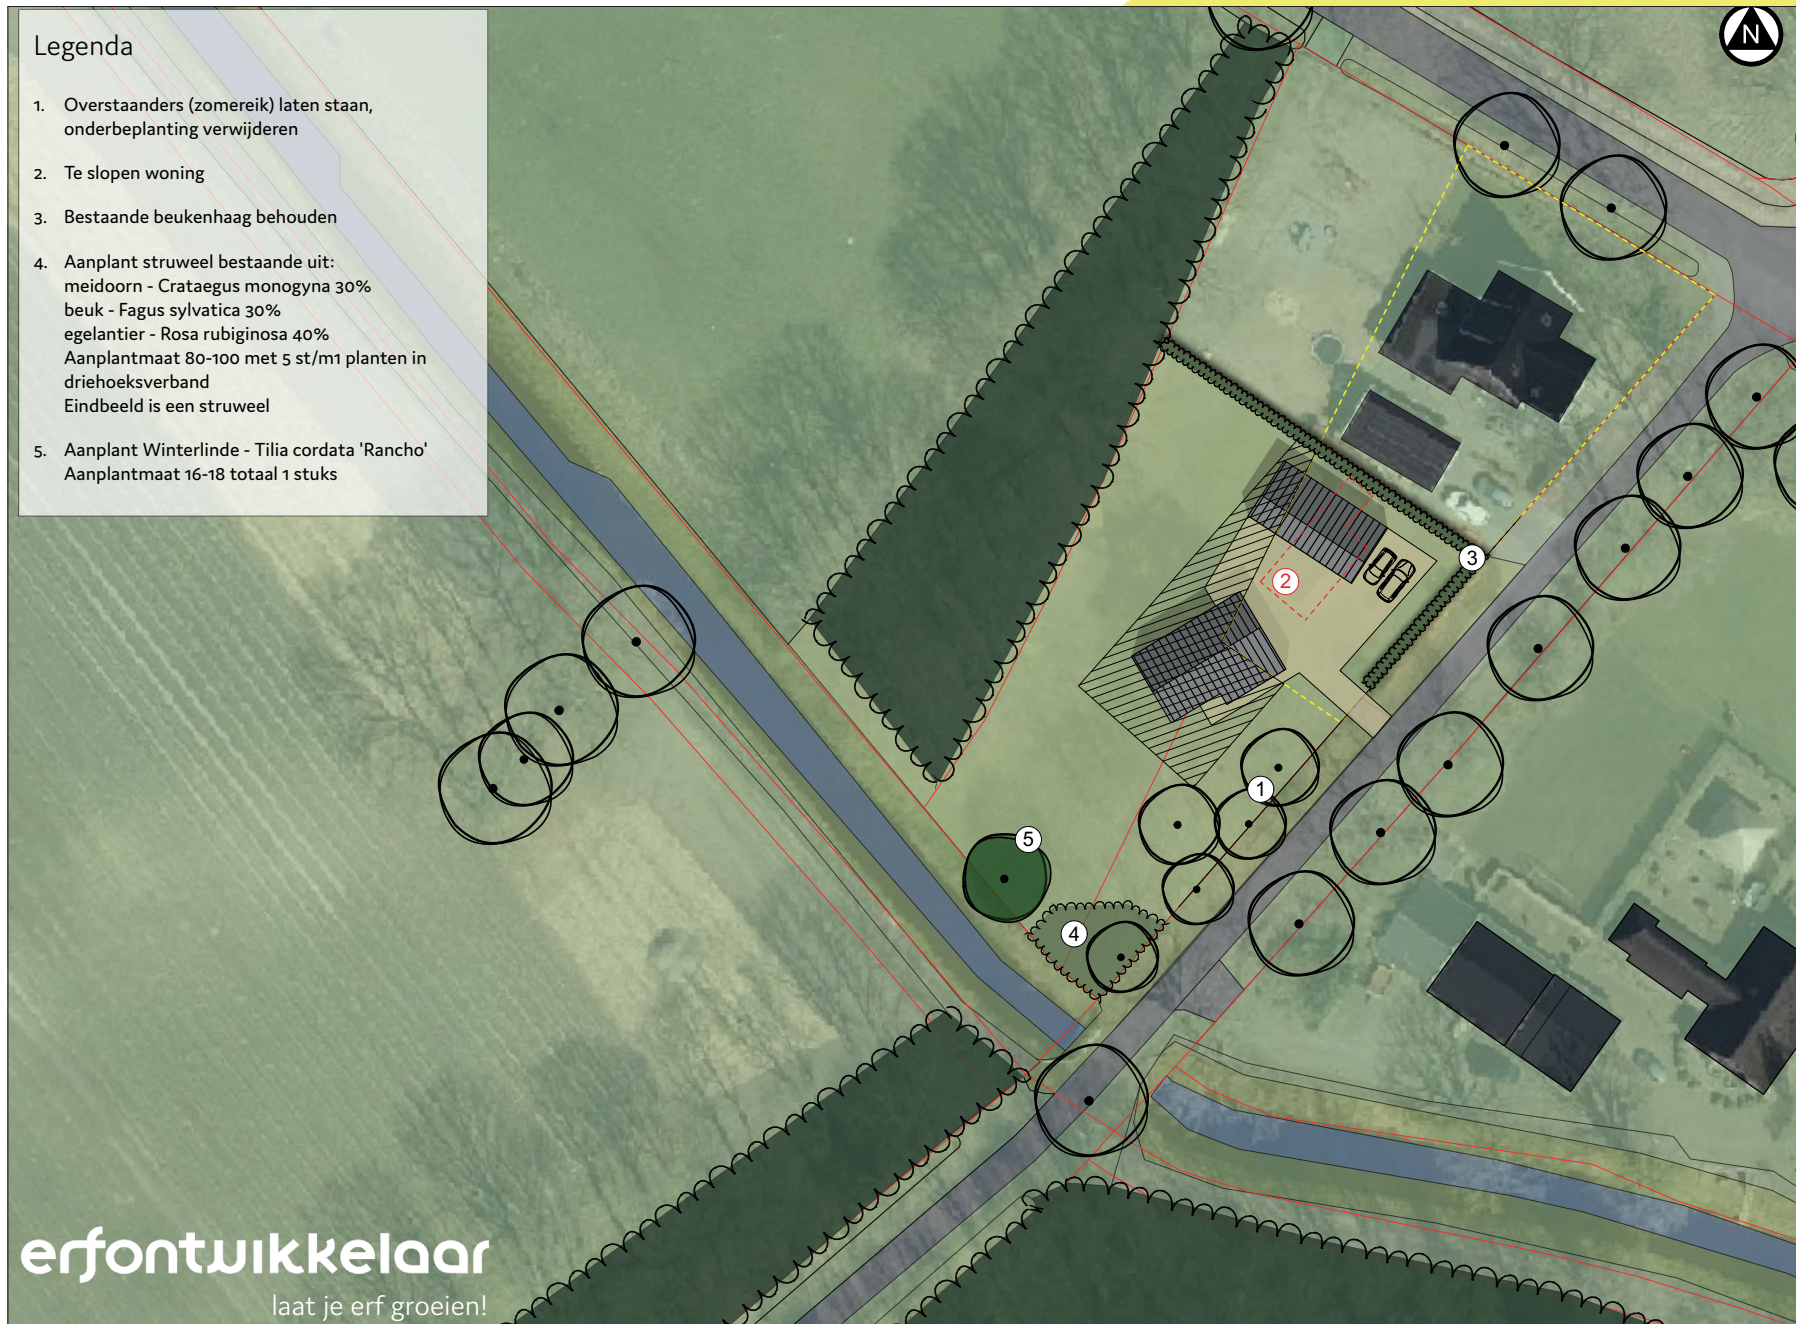 Legenda
1. Overstaanders (zomereik) laten staan,
onderbeplanting verwijderen
2. Te slopen woning
3. Bestaande beukenhaag behouden
4. Aanplant struweel bestaande uit:
meidoorn - Crataegus monogyna 30%
beuk - Fagus sylvatica 30%
egelantier - Rosa rubiginosa 40%
Aanplantmaat 80-100 met 5 st/m1 planten in
driehoeksverband
Eindbeeld is een struweel
5. Aanplant Winterlinde - Tilia cordata 'Rancho'
Aanplantmaat 16-18 totaal 1 stuks
N
3
2
1
5
4
erfontwikkelaar
laat je erf groeien!